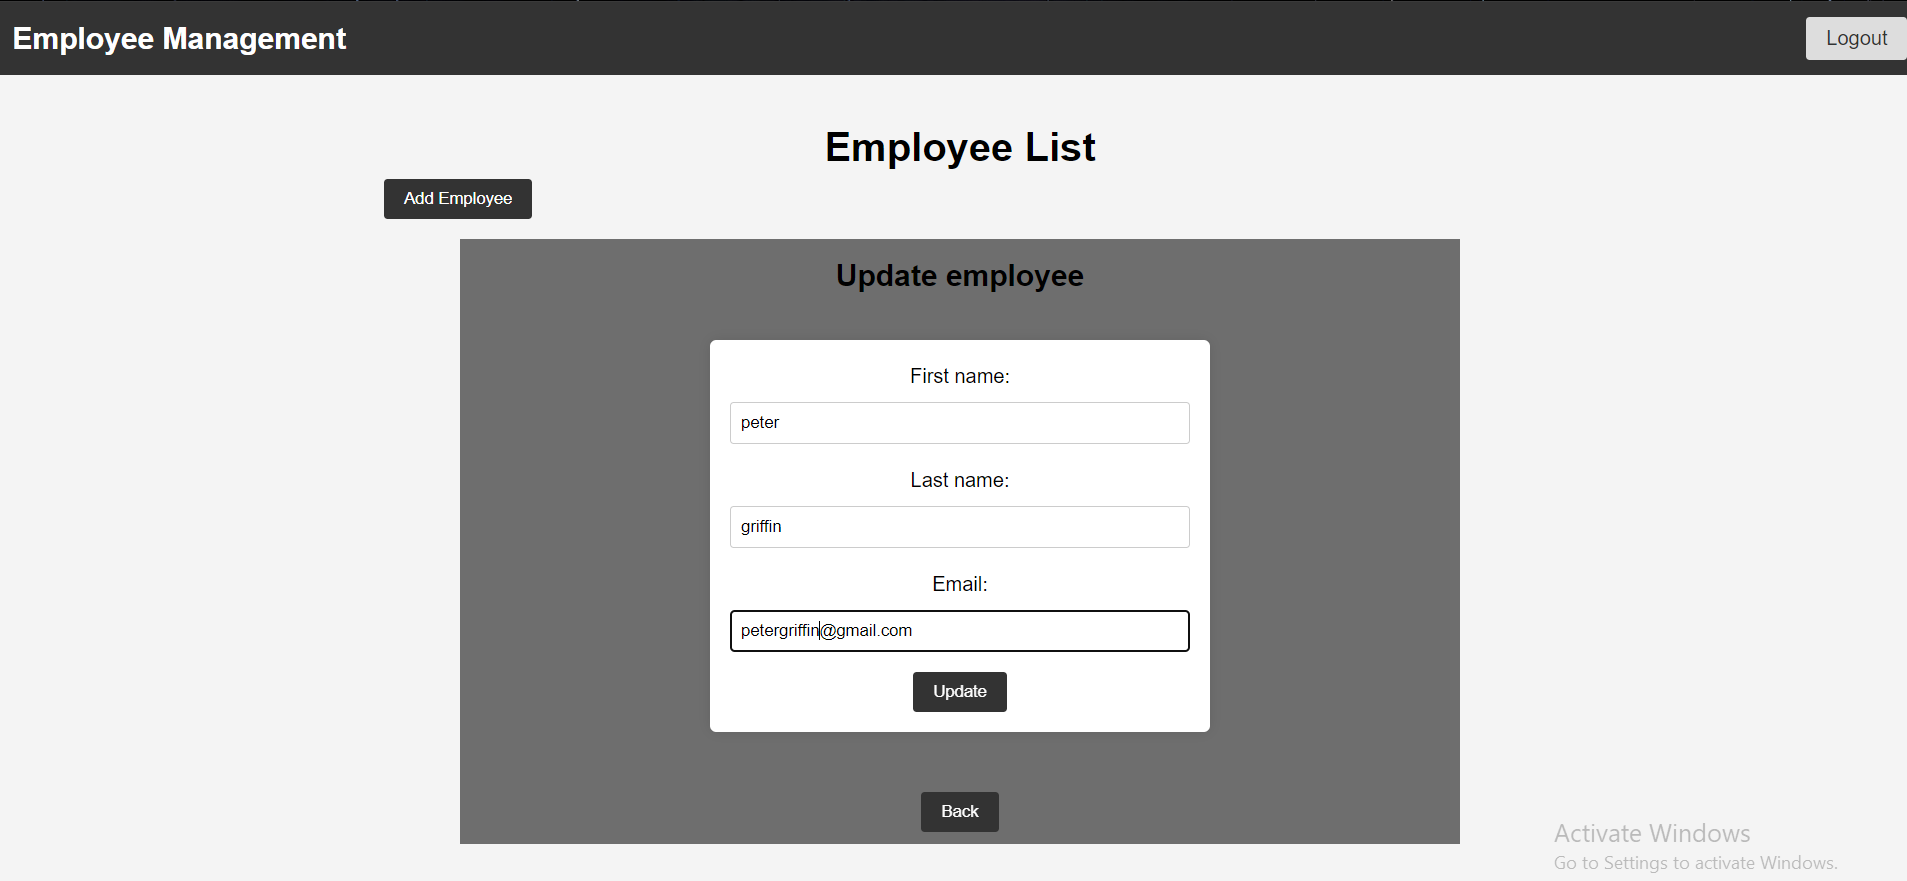 Employee Management
Logout
Employee List
Add Employee
Update employee
First name:
peter
Last name:
griffin
Email:
petergriffin@gmail.com
Update
Back
Activate Windows
Go to Settings to activate Windows.